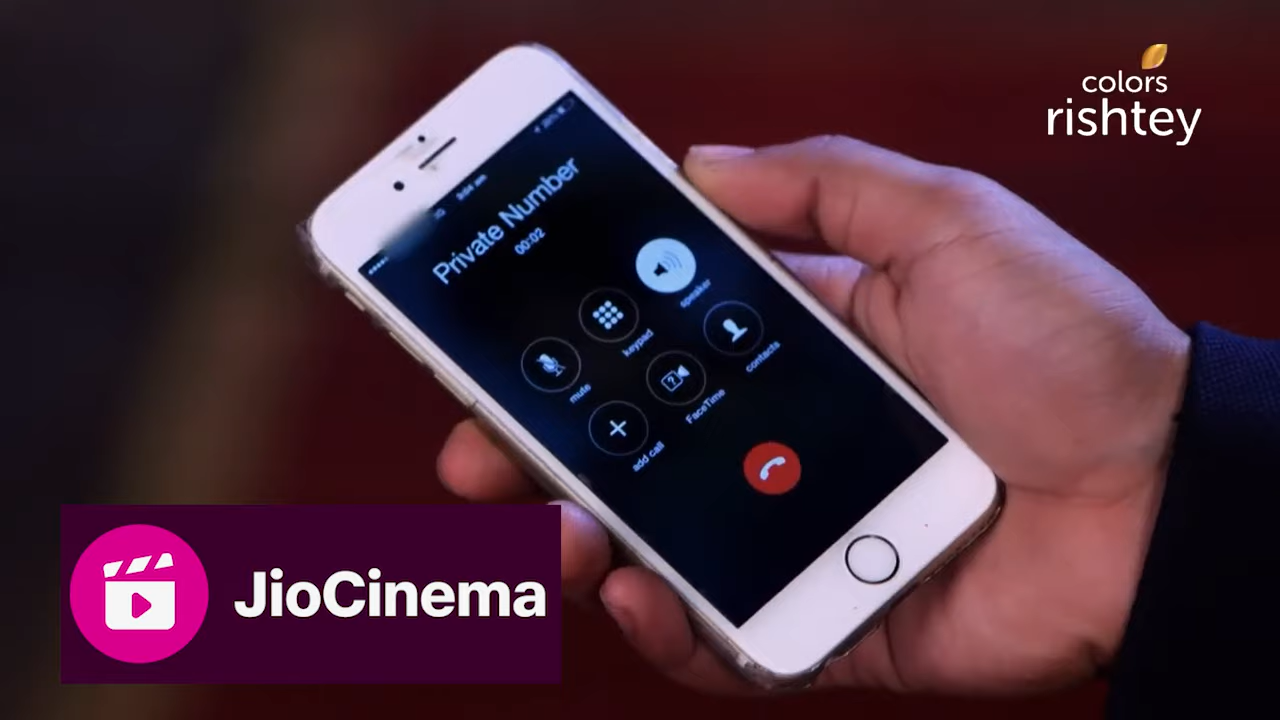 colors
rishtey
Private Number
00:02
mute
keypad
speaker
add call
FaceTime
contacts
JioCinema